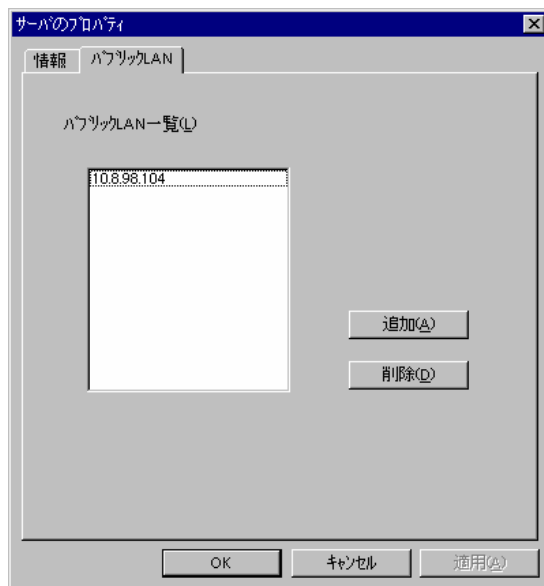 サーバのプロパティ
情報 パブリックLAN
パブリックLAN一覧(L)
10.8.98.104
追加(A)
削除(D)
OK キャンセル 適用(A)